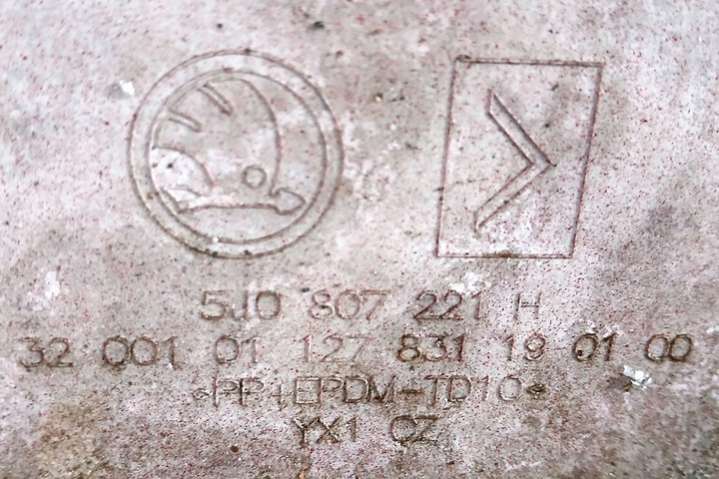 5J0 807 221 H
32 001 01 127 831 19 01 00
>PP+EPDM-TD10<
YX1 CZ